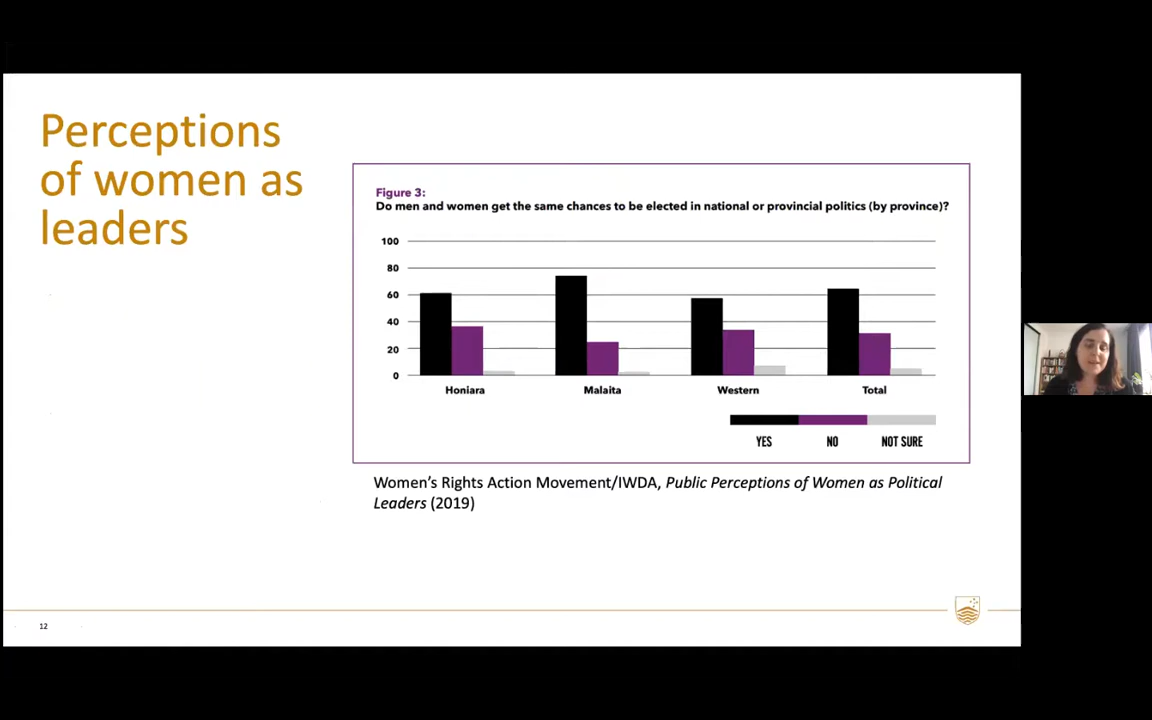 Perceptions
of women as
leaders
Figure 3:
Do men and women get the same chances to be elected in national or provincial politics (by province)?
100
80
60
40
20
0
Honiara Malaita Western Total
YES NO NOT SURE
Women’s Rights Action Movement/IWDA, Public Perceptions of Women as Political
Leaders (2019)
12